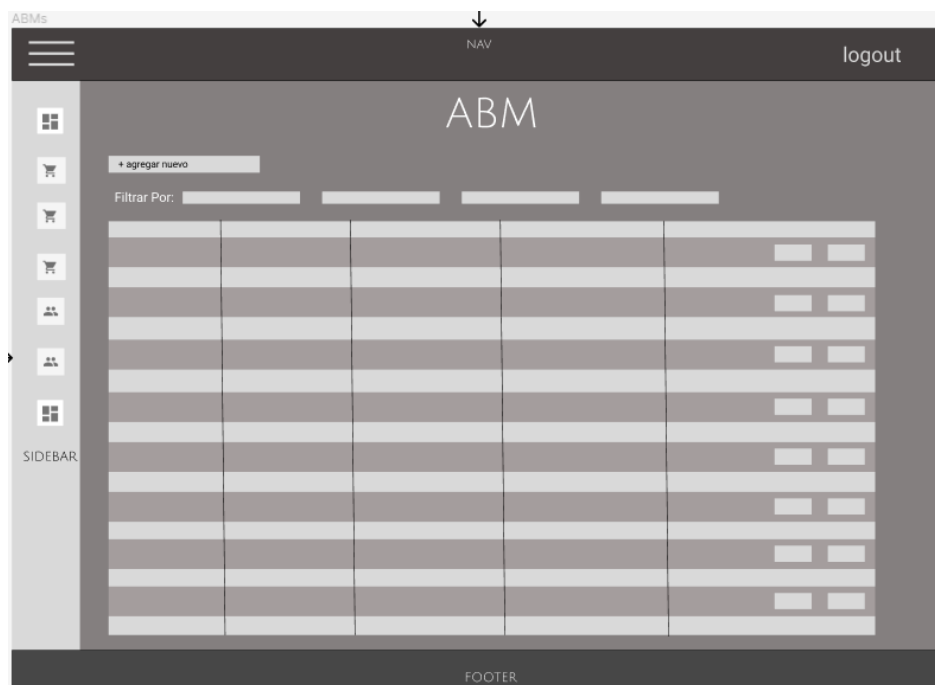 ABMs
NAV
logout
ABM
+ agregar nuevo
Filtrar Por:
SIDEBAR
FOOTER